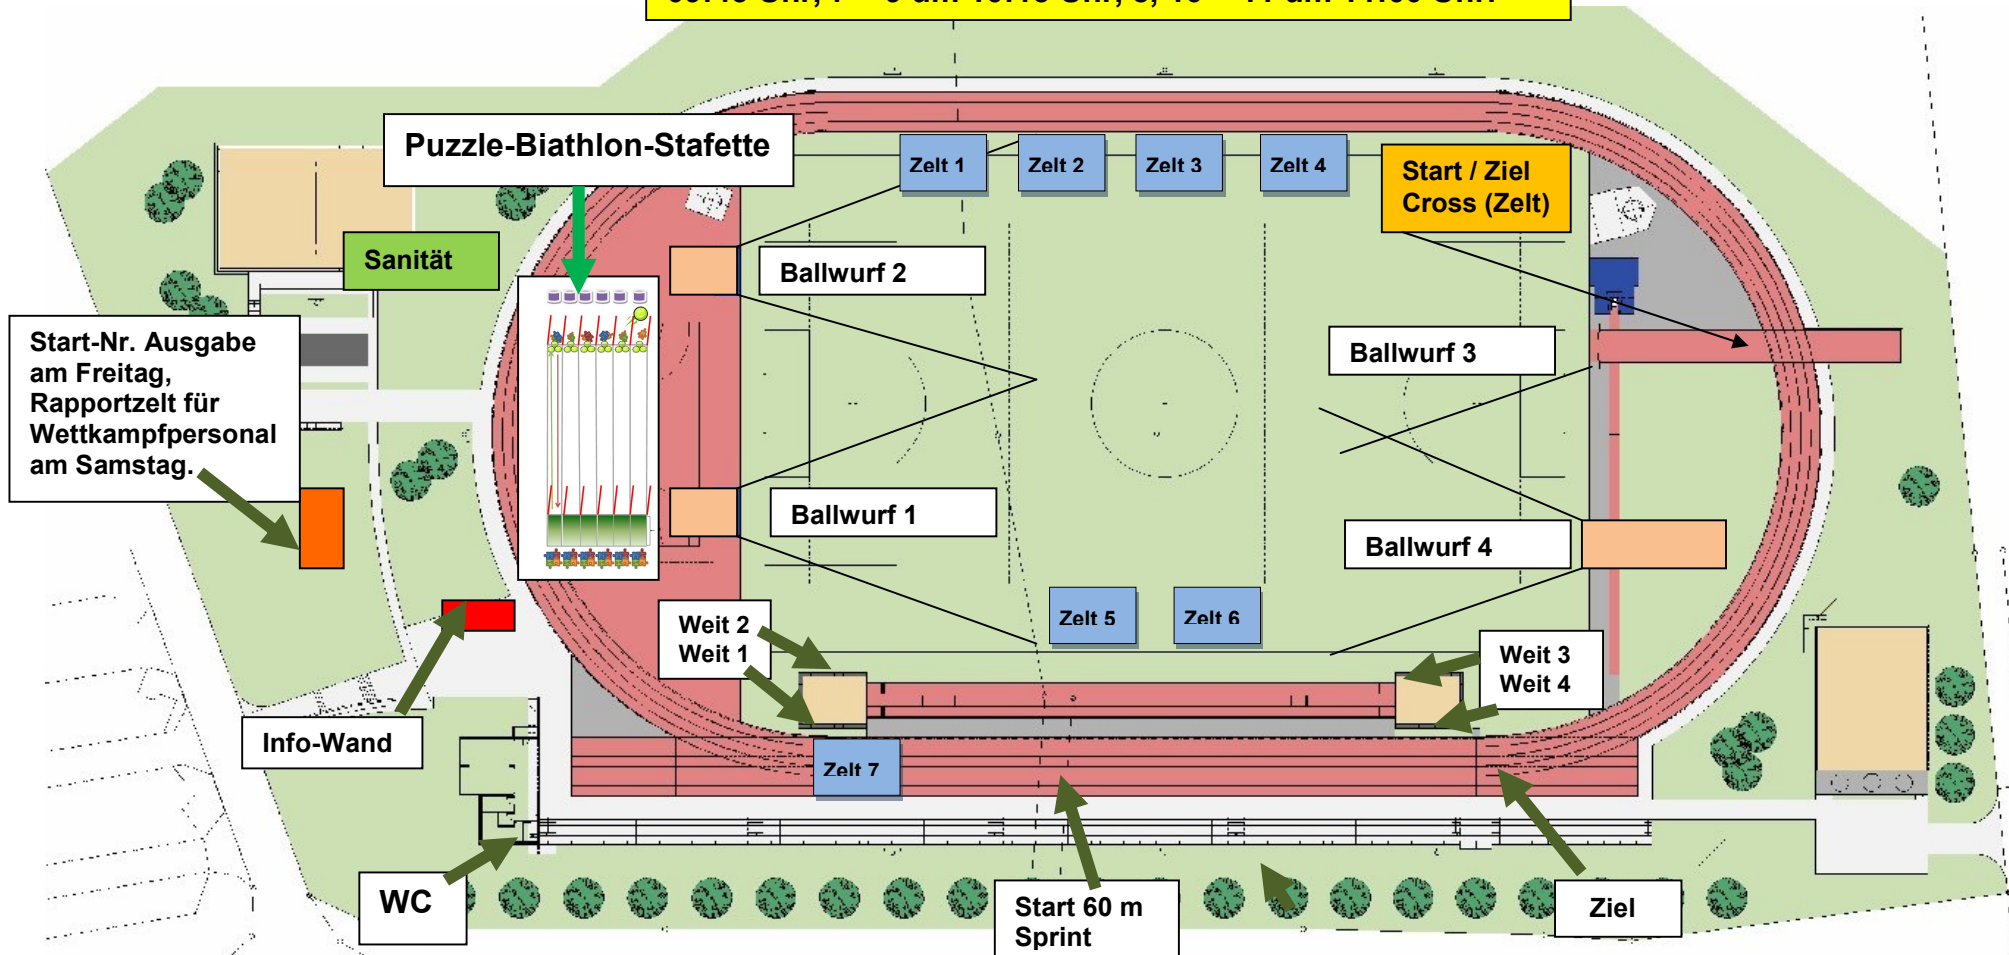 Puzzle-Biathlon-Stafette
Zelt 1
Zelt 2
Zelt 3
Zelt 4
Start / Ziel
Cross (Zelt)
Sanität
Ballwurf 2
Start-Nr. Ausgabe
am Freitag,
Rapportzelt für
Wettkampfpersonal
am Samstag.
Ballwurf 3
Ballwurf 1
Ballwurf 4
Zelt 5
Zelt 6
Weit 2
Weit 1
Weit 3
Weit 4
Info-Wand
Zelt 7
WC
Start 60 m
Sprint
Ziel